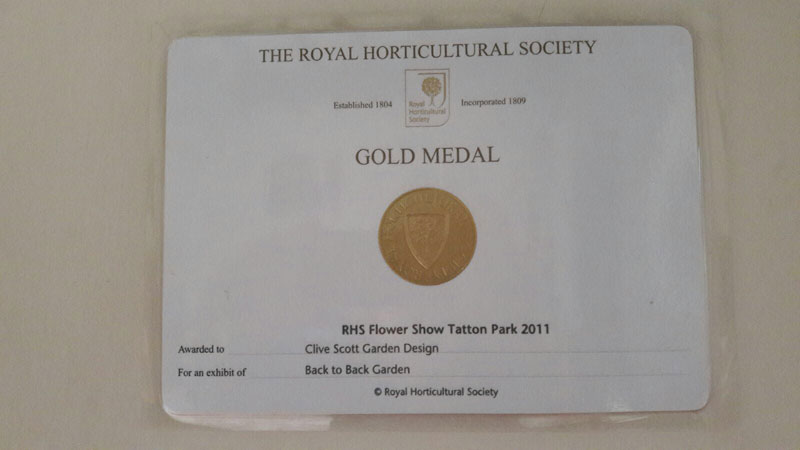 THE ROYAL HORTICULTURAL SOCIETY
Established 1804
Royal
Horticultural
Society
Incorporated 1809
GOLD MEDAL
RHS Flower Show Tatton Park 2011
Awarded to Clive Scott Garden Design
For an exhibit of Back to Back Garden
© Royal Horticultural Society